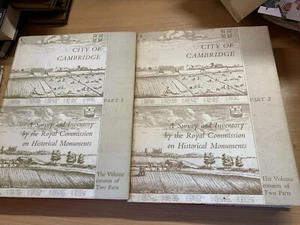 CITY OF
CAMBRIDGE
PART
A Survey and Inventory
by the Royal Commission
on Historical Monuments
The Volume
consists of
Two Parts
CITY OF
CAMBRIDGE
PART
A Survey and Inventory
by the Royal Commission
on Historical Monuments
The Volume
consists of
Two Parts